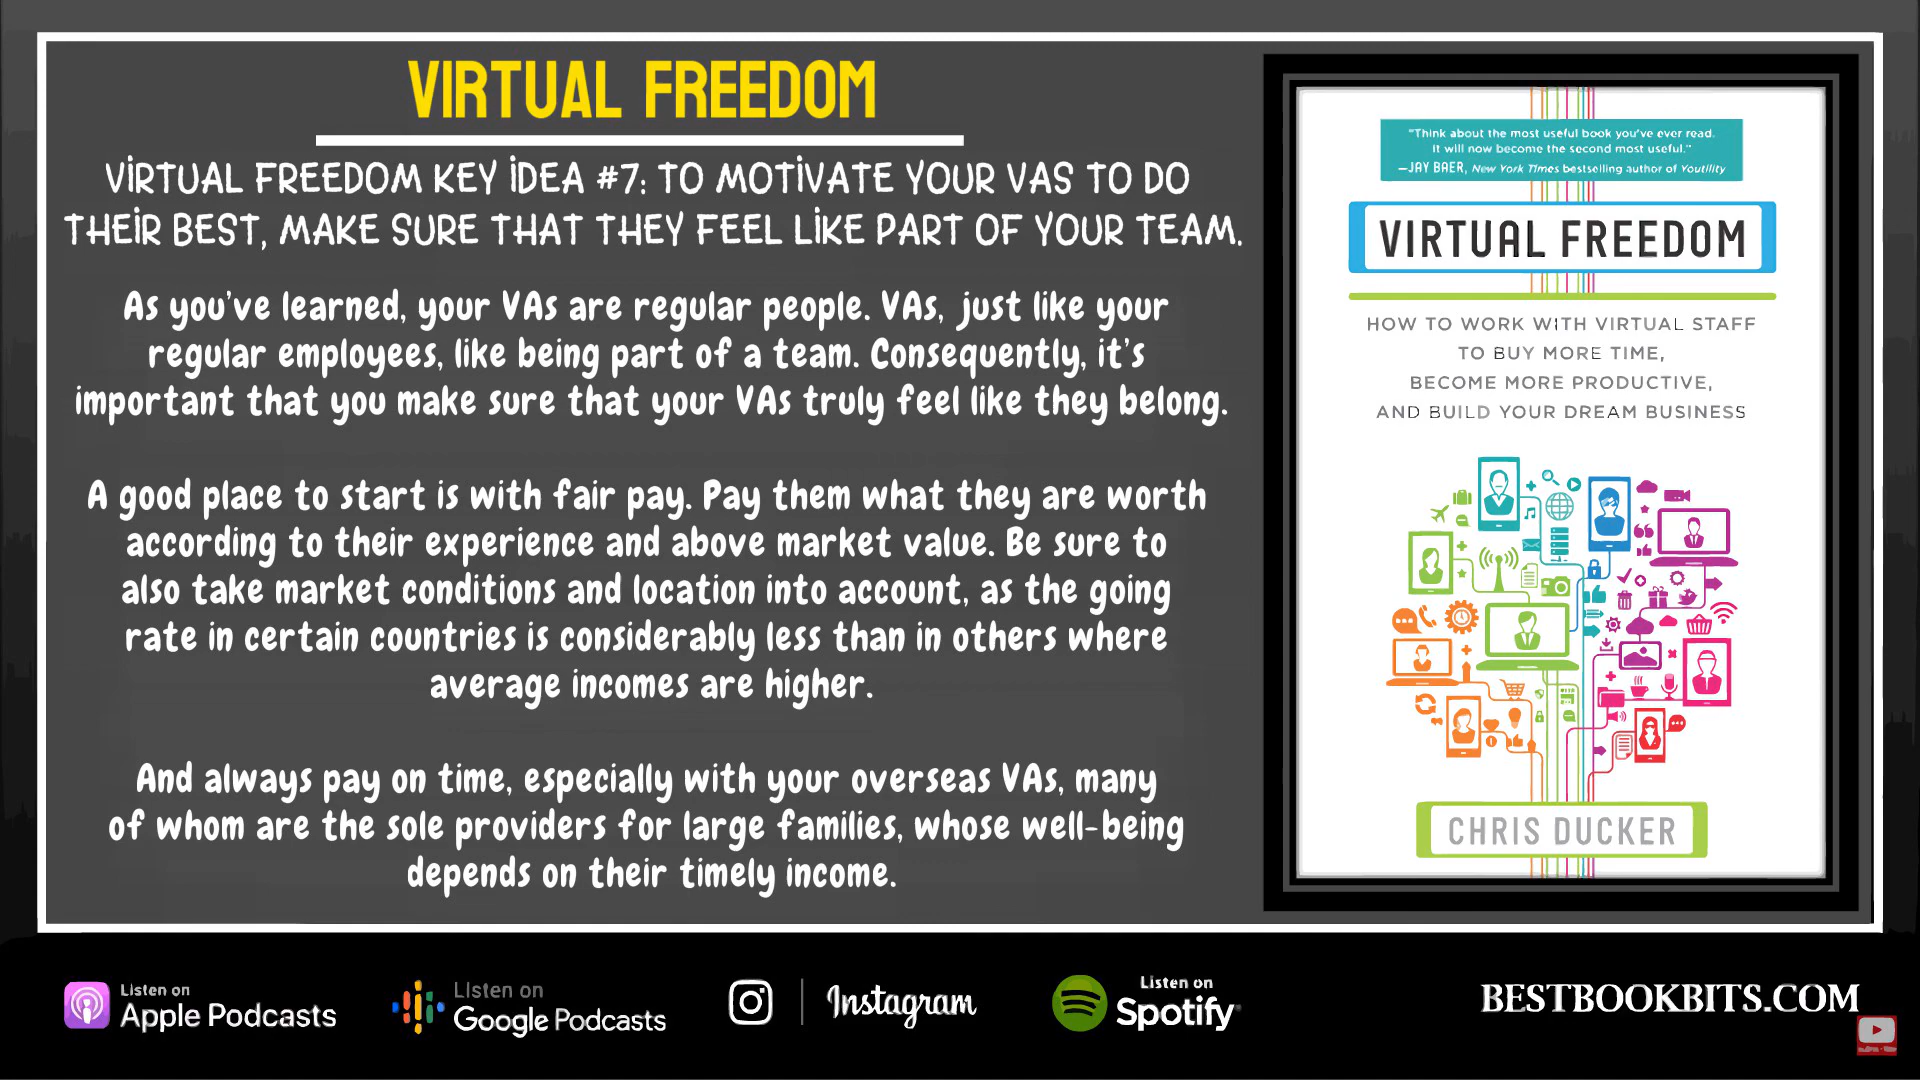 VIRTUAL FREEDOM
VIRTUAL FREEDOM KEY IDEA #7: TO MOTIVATE YOUR VAS TO DO
THEIR BEST, MAKE SURE THAT THEY FEEL LIKE PART OF YOUR TEAM.
As you've learned, your VAs are regular people. VAs, just like your
regular employees, like being part of a team. Consequently, it's
important that you make sure that your VAs truly feel like they belong.
A good place to start is with fair pay. Pay them what they are worth
according to their experience and above market value. Be sure to
also take market conditions and location into account, as the going
rate in certain countries is considerably less than in others where
average incomes are higher.
And always pay on time, especially with your overseas VAs, many
of whom are the sole providers for large families, whose well-being
depends on their timely income.
"Think about the most useful book you've ever read.
It will now become the second most useful."
—JAY BAER, New York Times bestselling author of Youtility
VIRTUAL FREEDOM
HOW TO WORK WITH VIRTUAL STAFF
TO BUY MORE TIME,
BECOME MORE PRODUCTIVE,
AND BUILD YOUR DREAM BUSINESS
CHRIS DUCKER
Listen on
Apple Podcasts
Listen on
Google Podcasts
Instagram
Listen on
Spotify
BESTBOOKBITS.COM